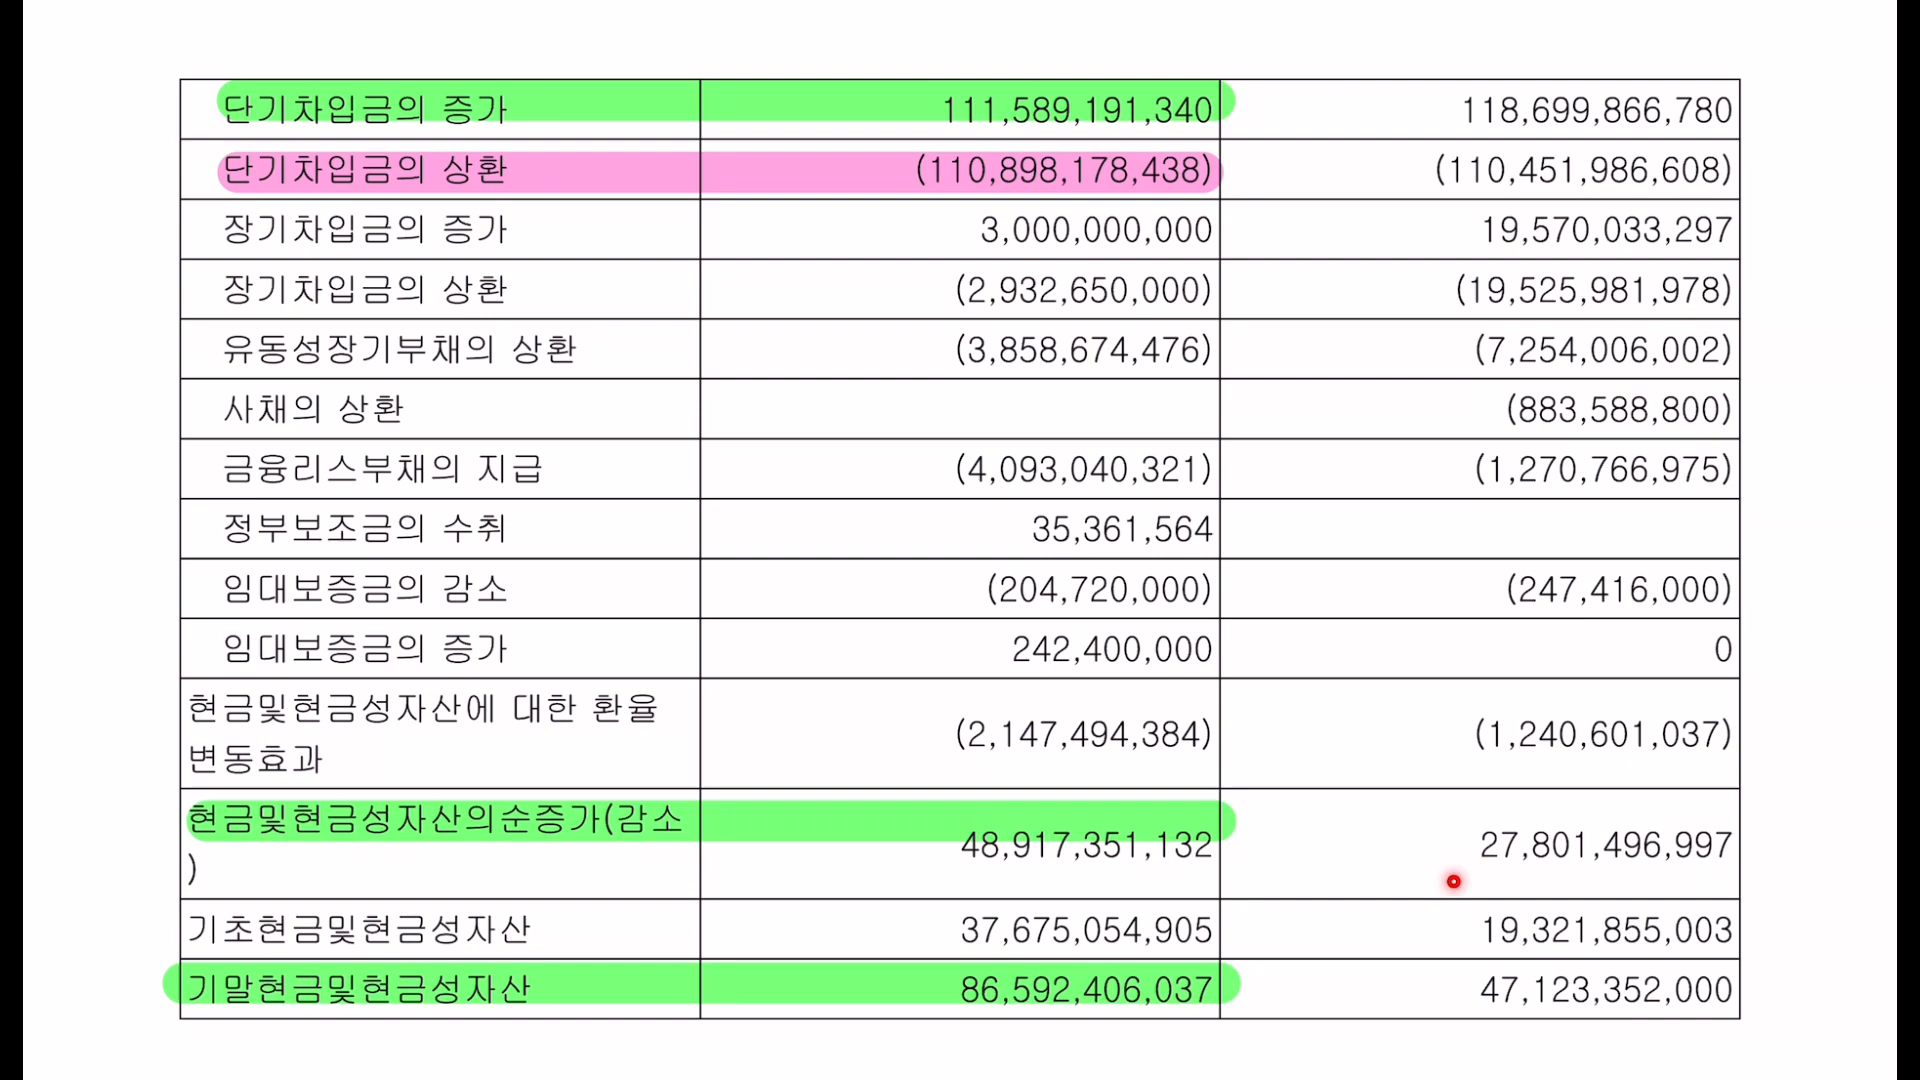 단기차입금의 증가 111,589,191,340 118,699,866,780
단기차입금의 상환 (110,898,178,438) (110,451,986,608)
장기차입금의 증가 3,000,000,000 19,570,033,297
장기차입금의 상환 (2,932,650,000) (19,525,981,978)
유동성장기부채의 상환 (3,858,674,476) (7,254,006,002)
사채의 상환 (883,588,800)
금융리스부채의 지급 (4,093,040,321) (1,270,766,975)
정부보조금의 수취 35,361,564
임대보증금의 감소 (204,720,000) (247,416,000)
임대보증금의 증가 242,400,000 0
현금및현금성자산에 대한 환율
변동효과 (2,147,494,384) (1,240,601,037)
현금및현금성자산의순증가(감소
) 48,917,351,132 27,801,496,997
기초현금및현금성자산 37,675,054,905 19,321,855,003
기말현금및현금성자산 86,592,406,037 47,123,352,000